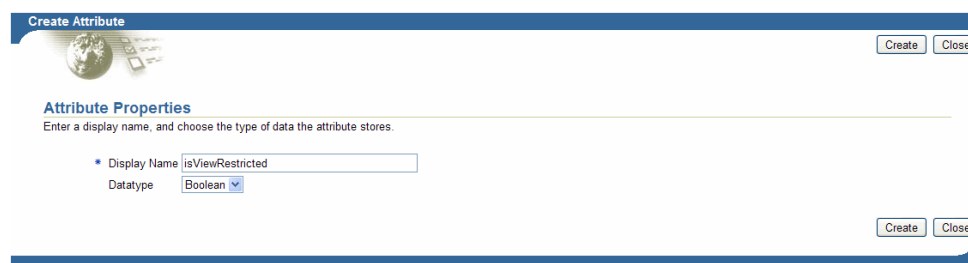 Create Attribute
Create Close
Attribute Properties
Enter a display name, and choose the type of data the attribute stores.
* Display Name isViewRestricted
Datatype Boolean
Create Close